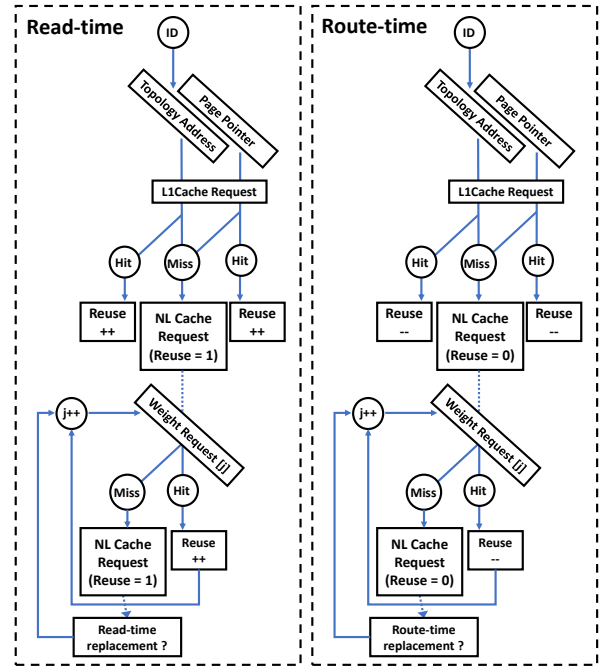 Read-time
ID
Topology Address
Page Pointer
L1Cache Request
Hit
Miss
Hit
Reuse
++
NL Cache
Request
(Reuse = 1)
Reuse
++
j++
Weight Request [j]
Miss
Hit
NL Cache
Request
(Reuse = 1)
Reuse
++
Read-time
replacement ?
Route-time
ID
Topology Address
Page Pointer
L1Cache Request
Hit
Miss
Hit
Reuse
--
NL Cache
Request
(Reuse = 0)
Reuse
--
j++
Weight Request [j]
Miss
Hit
NL Cache
Request
(Reuse = 0)
Reuse
--
Route-time
replacement ?